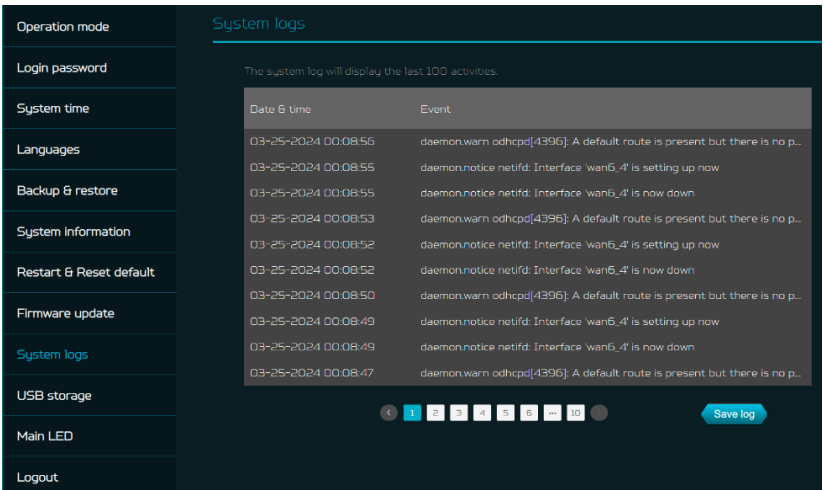 Operation mode
Login password
System time
Languages
Backup & restore
System information
Restart & Reset default
Firmware update
System logs
USB storage
Main LED
Logout
System logs
The system log will display the last 100 activities.
Date & time Event
03-25-2024 00:08:56 daemon.warn odhcpd[4396]: A default route is present but there is no p...
03-25-2024 00:08:55 daemon.notice netifd: Interface 'wan6_4' is setting up now
03-25-2024 00:08:55 daemon.notice netifd: Interface 'wan6_4' is now down
03-25-2024 00:08:53 daemon.warn odhcpd[4396]: A default route is present but there is no p...
03-25-2024 00:08:52 daemon.notice netifd: Interface 'wan6_4' is setting up now
03-25-2024 00:08:52 daemon.notice netifd: Interface 'wan6_4' is now down
03-25-2024 00:08:50 daemon.warn odhcpd[4396]: A default route is present but there is no p...
03-25-2024 00:08:49 daemon.notice netifd: Interface 'wan6_4' is setting up now
03-25-2024 00:08:49 daemon.notice netifd: Interface 'wan6_4' is now down
03-25-2024 00:08:47 daemon.warn odhcpd[4396]: A default route is present but there is no p...
< 1 2 3 4 5 6 ... 10 Save log